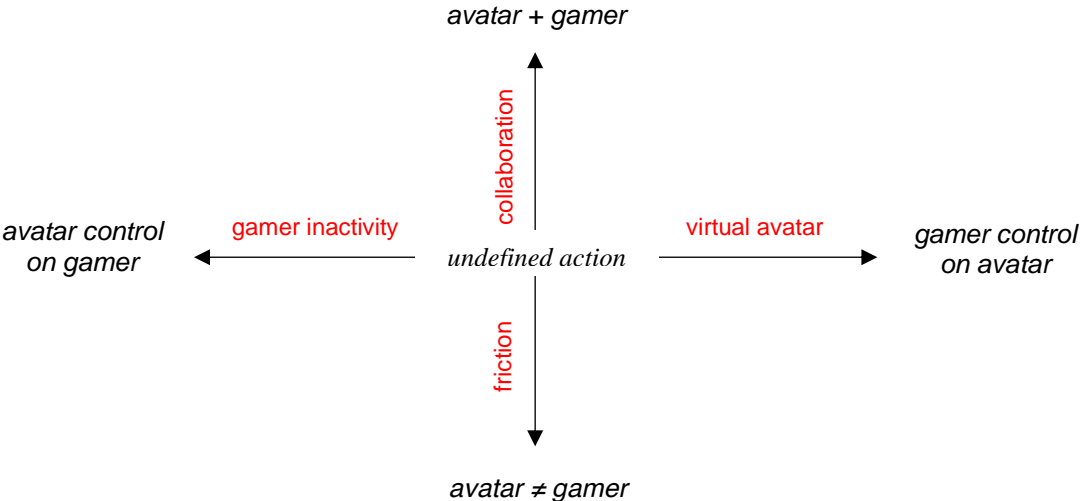 avatar + gamer
collaboration
avatar control
on gamer
gamer inactivity
undefined action
virtual avatar
gamer control
on avatar
friction
avatar ≠ gamer